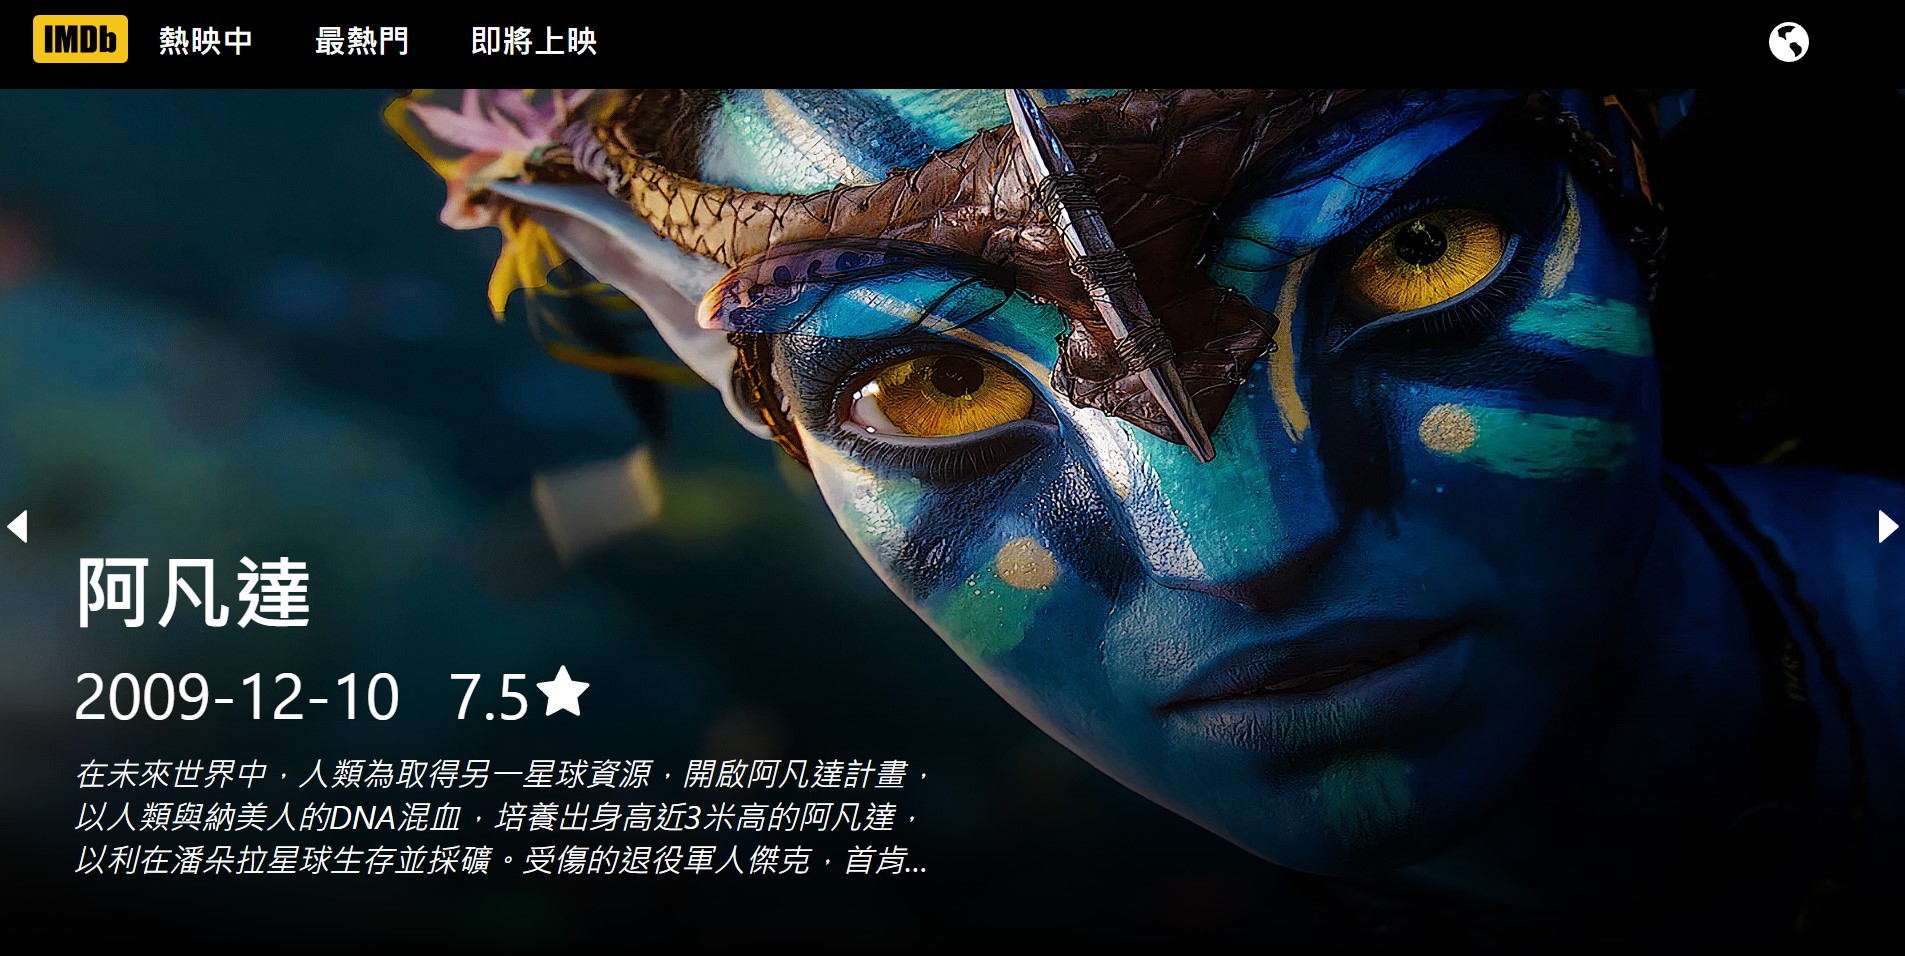 IMDb 熱映中 最熱門 即將上映
阿凡達
2009-12-10 7.5
在未來世界中，人類為取得另一星球資源，開啟阿凡達計畫，
以人類與納美人的DNA混血，培養出身高近3米高的阿凡達，
以利在潘朵拉星球生存並採礦。受傷的退役軍人傑克，首肯...